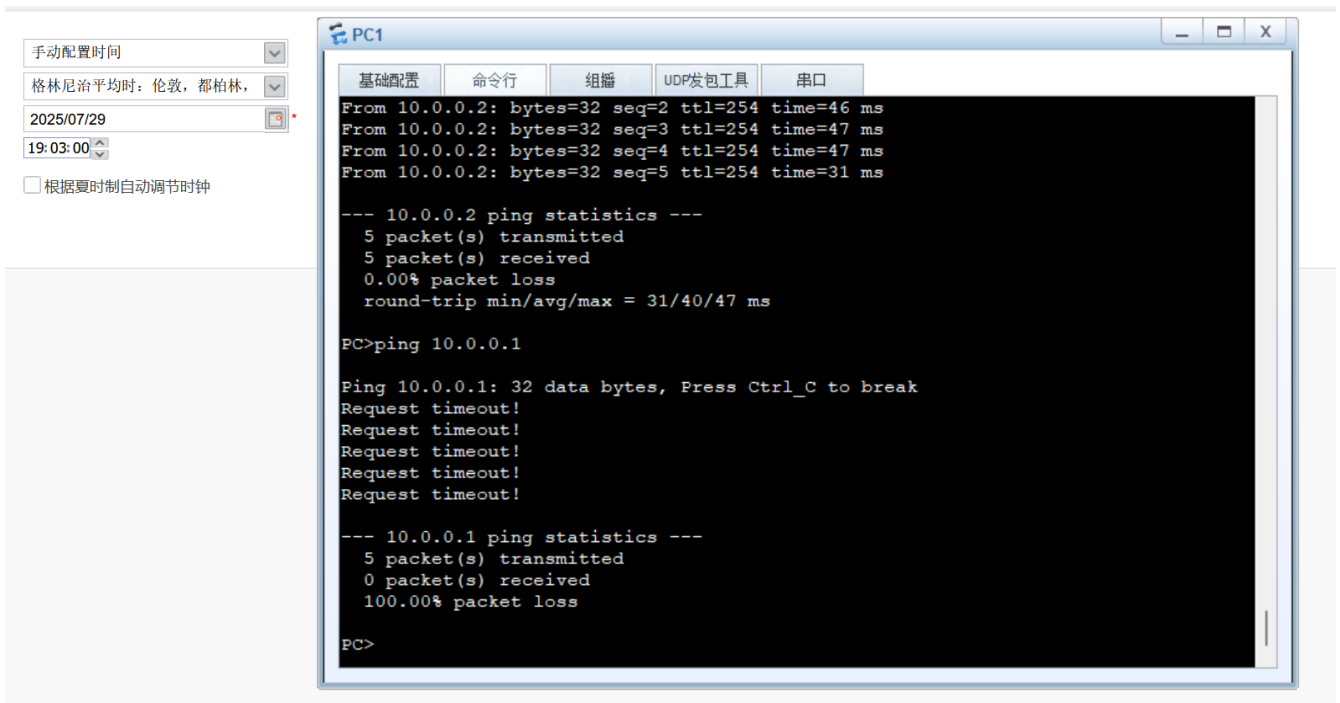 手动配置时间
格林尼治平均时：伦敦，都柏林，
2025/07/29
*
19:03:00
根据夏时制自动调节时钟
PC1
基础配置 命令行 组播 UDP发包工具 串口
From 10.0.0.2: bytes=32 seq=2 ttl=254 time=46 ms
From 10.0.0.2: bytes=32 seq=3 ttl=254 time=47 ms
From 10.0.0.2: bytes=32 seq=4 ttl=254 time=47 ms
From 10.0.0.2: bytes=32 seq=5 ttl=254 time=31 ms
--- 10.0.0.2 ping statistics ---
5 packet(s) transmitted
5 packet(s) received
0.00% packet loss
round-trip min/avg/max = 31/40/47 ms
PC>ping 10.0.0.1
Ping 10.0.0.1: 32 data bytes, Press Ctrl_C to break
Request timeout!
Request timeout!
Request timeout!
Request timeout!
Request timeout!
--- 10.0.0.1 ping statistics ---
5 packet(s) transmitted
0 packet(s) received
100.00% packet loss
PC>